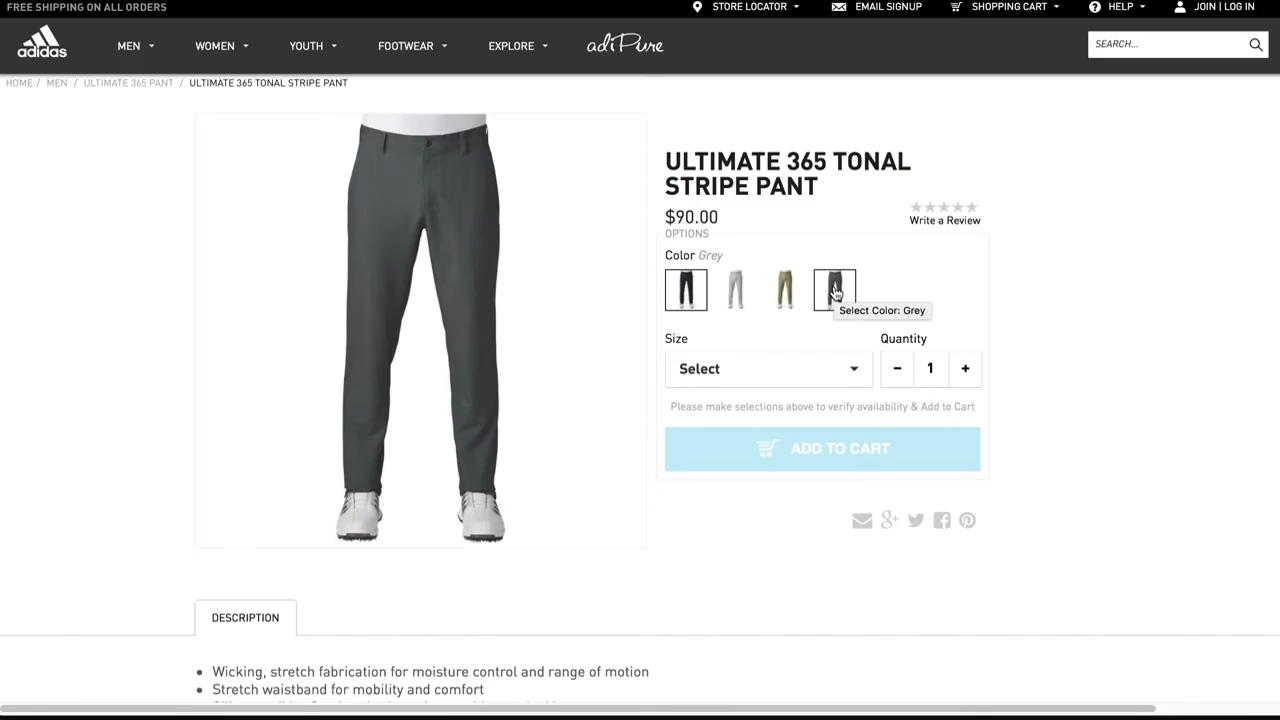 FREE SHIPPING ON ALL ORDERS
STORE LOCATOR
EMAIL SIGNUP
SHOPPING CART
HELP
JOIN | LOG IN
adidas
MEN
WOMEN
YOUTH
FOOTWEAR
EXPLORE
adiPure
SEARCH...
HOME / MEN / ULTIMATE 365 PANT / ULTIMATE 365 TONAL STRIPE PANT
ULTIMATE 365 TONAL
STRIPE PANT
$90.00
Write a Review
OPTIONS
Color Grey
Select Color: Grey
Size
Quantity
Select
- 1 +
Please make selections above to verify availability & Add to Cart
ADD TO CART
DESCRIPTION
• Wicking, stretch fabrication for moisture control and range of motion
• Stretch waistband for mobility and comfort